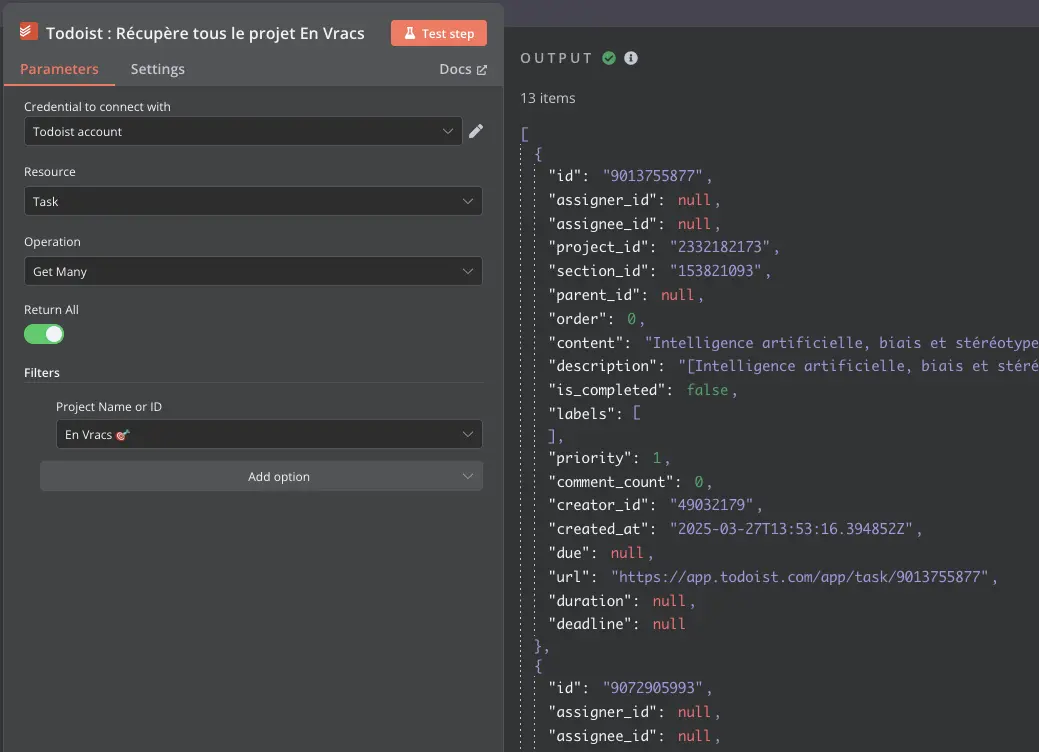 Todoist : Récupère tous le projet En Vracs
Test step
Parameters
Settings
Docs
Credential to connect with
Todoist account
Resource
Task
Operation
Get Many
Return All
Filters
Project Name or ID
En Vracs 🎯
Add option
OUTPUT
13 items
[
{
"id": "9013755877",
"assigner_id": null,
"assignee_id": null,
"project_id": "2332182173",
"section_id": "153821093",
"parent_id": null,
"order": 0,
"content": "Intelligence artificielle, biais et stéréotype
"description": "[Intelligence artificielle, biais et stéré
"is_completed": false,
"labels": [
],
"priority": 1,
"comment_count": 0,
"creator_id": "49032179",
"created_at": "2025-03-27T13:53:16.394852Z",
"due": null,
"url": "https://app.todoist.com/app/task/9013755877",
"duration": null,
"deadline": null
},
{
"id": "9072905993",
"assigner_id": null,
"assignee_id": null,